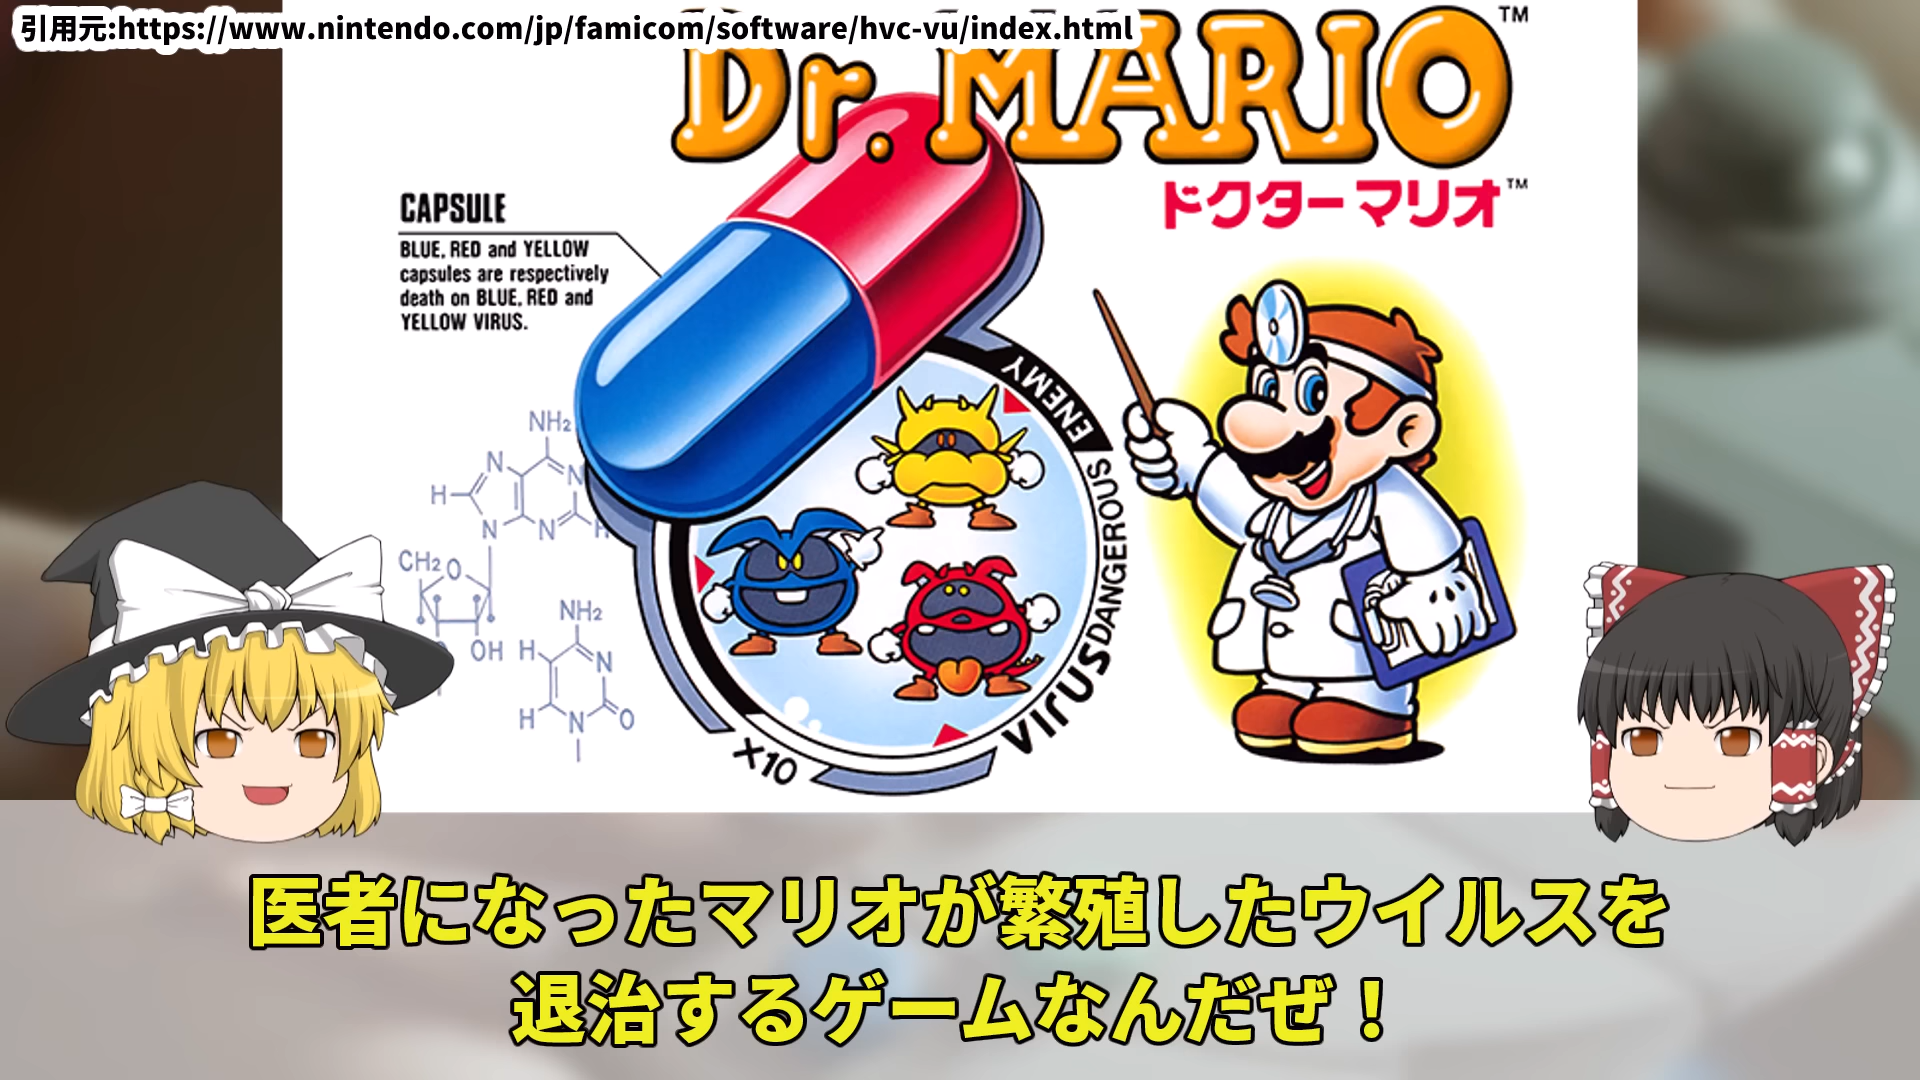 引用元:https://www.nintendo.com/jp/famicom/software/hvc-vu/index.html
Dr. MARIO™
ドクターマリオ™
CAPSULE
BLUE, RED and YELLOW
capsules are respectively
death on BLUE, RED and
YELLOW VIRUS.
ENEMY
DANGEROUS
VIRUS
X10
NH2
N
N
H
N
N
H
CH2
O
OH
NH2
H
N
H
N
O
医者になったマリオが繁殖したウイルスを
退治するゲームなんだぜ！